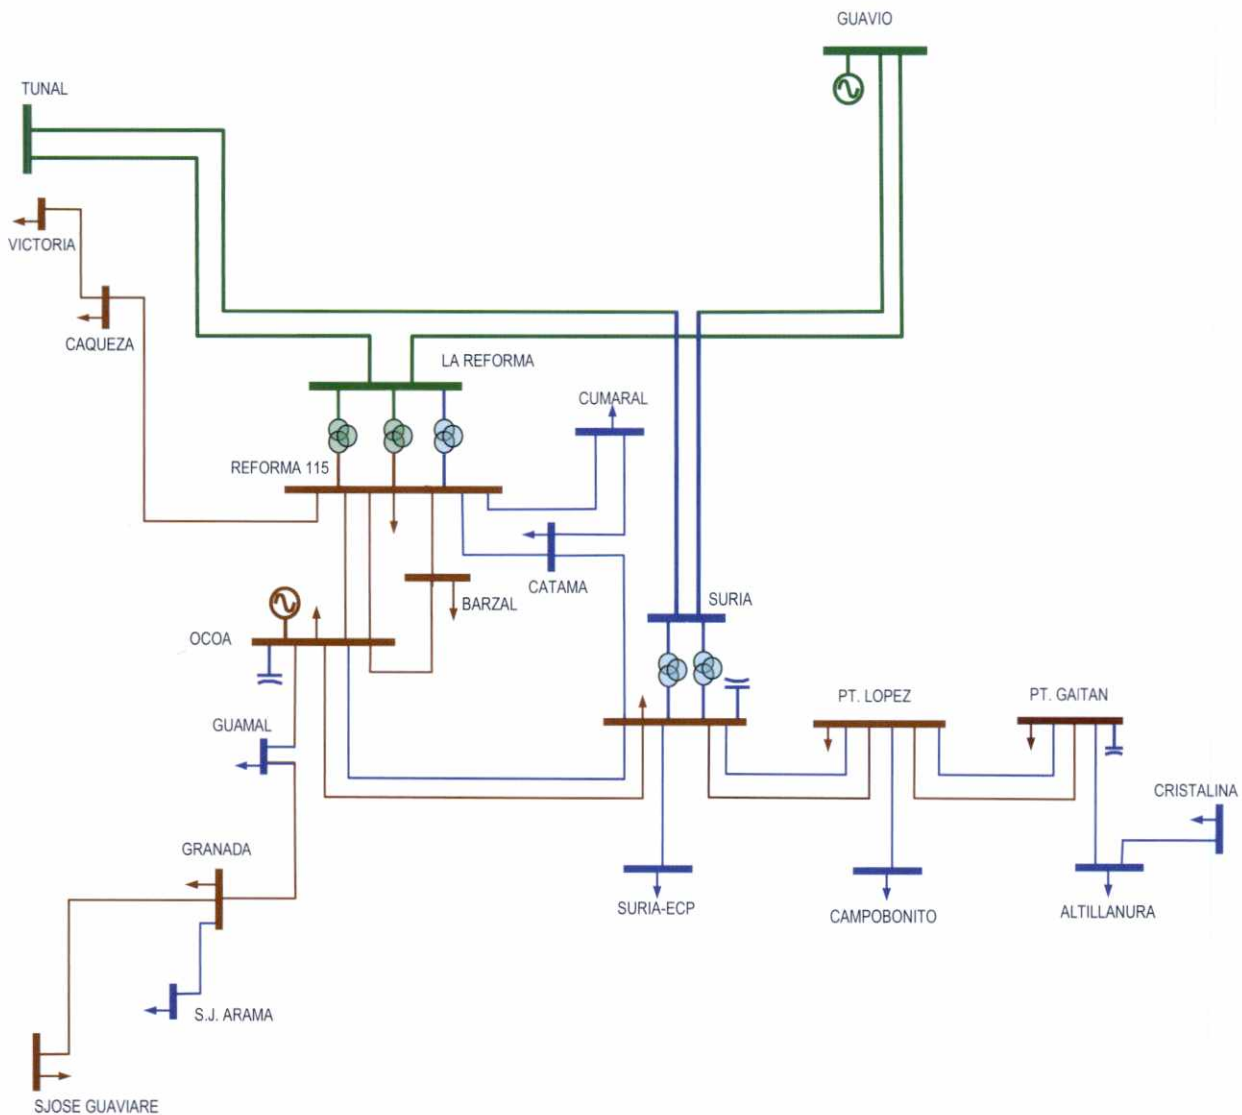 GUAVIO
TUNAL
VICTORIA
CAQUEZA
LA REFORMA
CUMARAL
REFORMA 115
CATAMA
SURIA
BARZAL
OCOA
PT. LOPEZ
PT. GAITAN
GUAMAL
CRISTALINA
GRANADA
SURIA-ECP
CAMPOBONITO
ALTILLANURA
S.J. ARAMA
SJOSE GUAVIARE